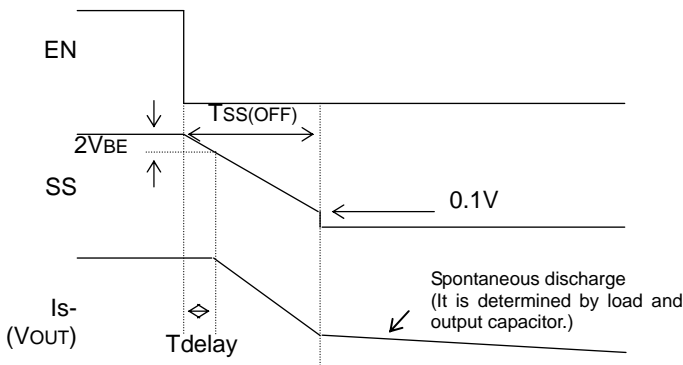 EN
TSS(OFF)
2VBE
SS
0.1V
Spontaneous discharge
(It is determined by load and
output capacitor.)
Is-
(VOUT)
Tdelay